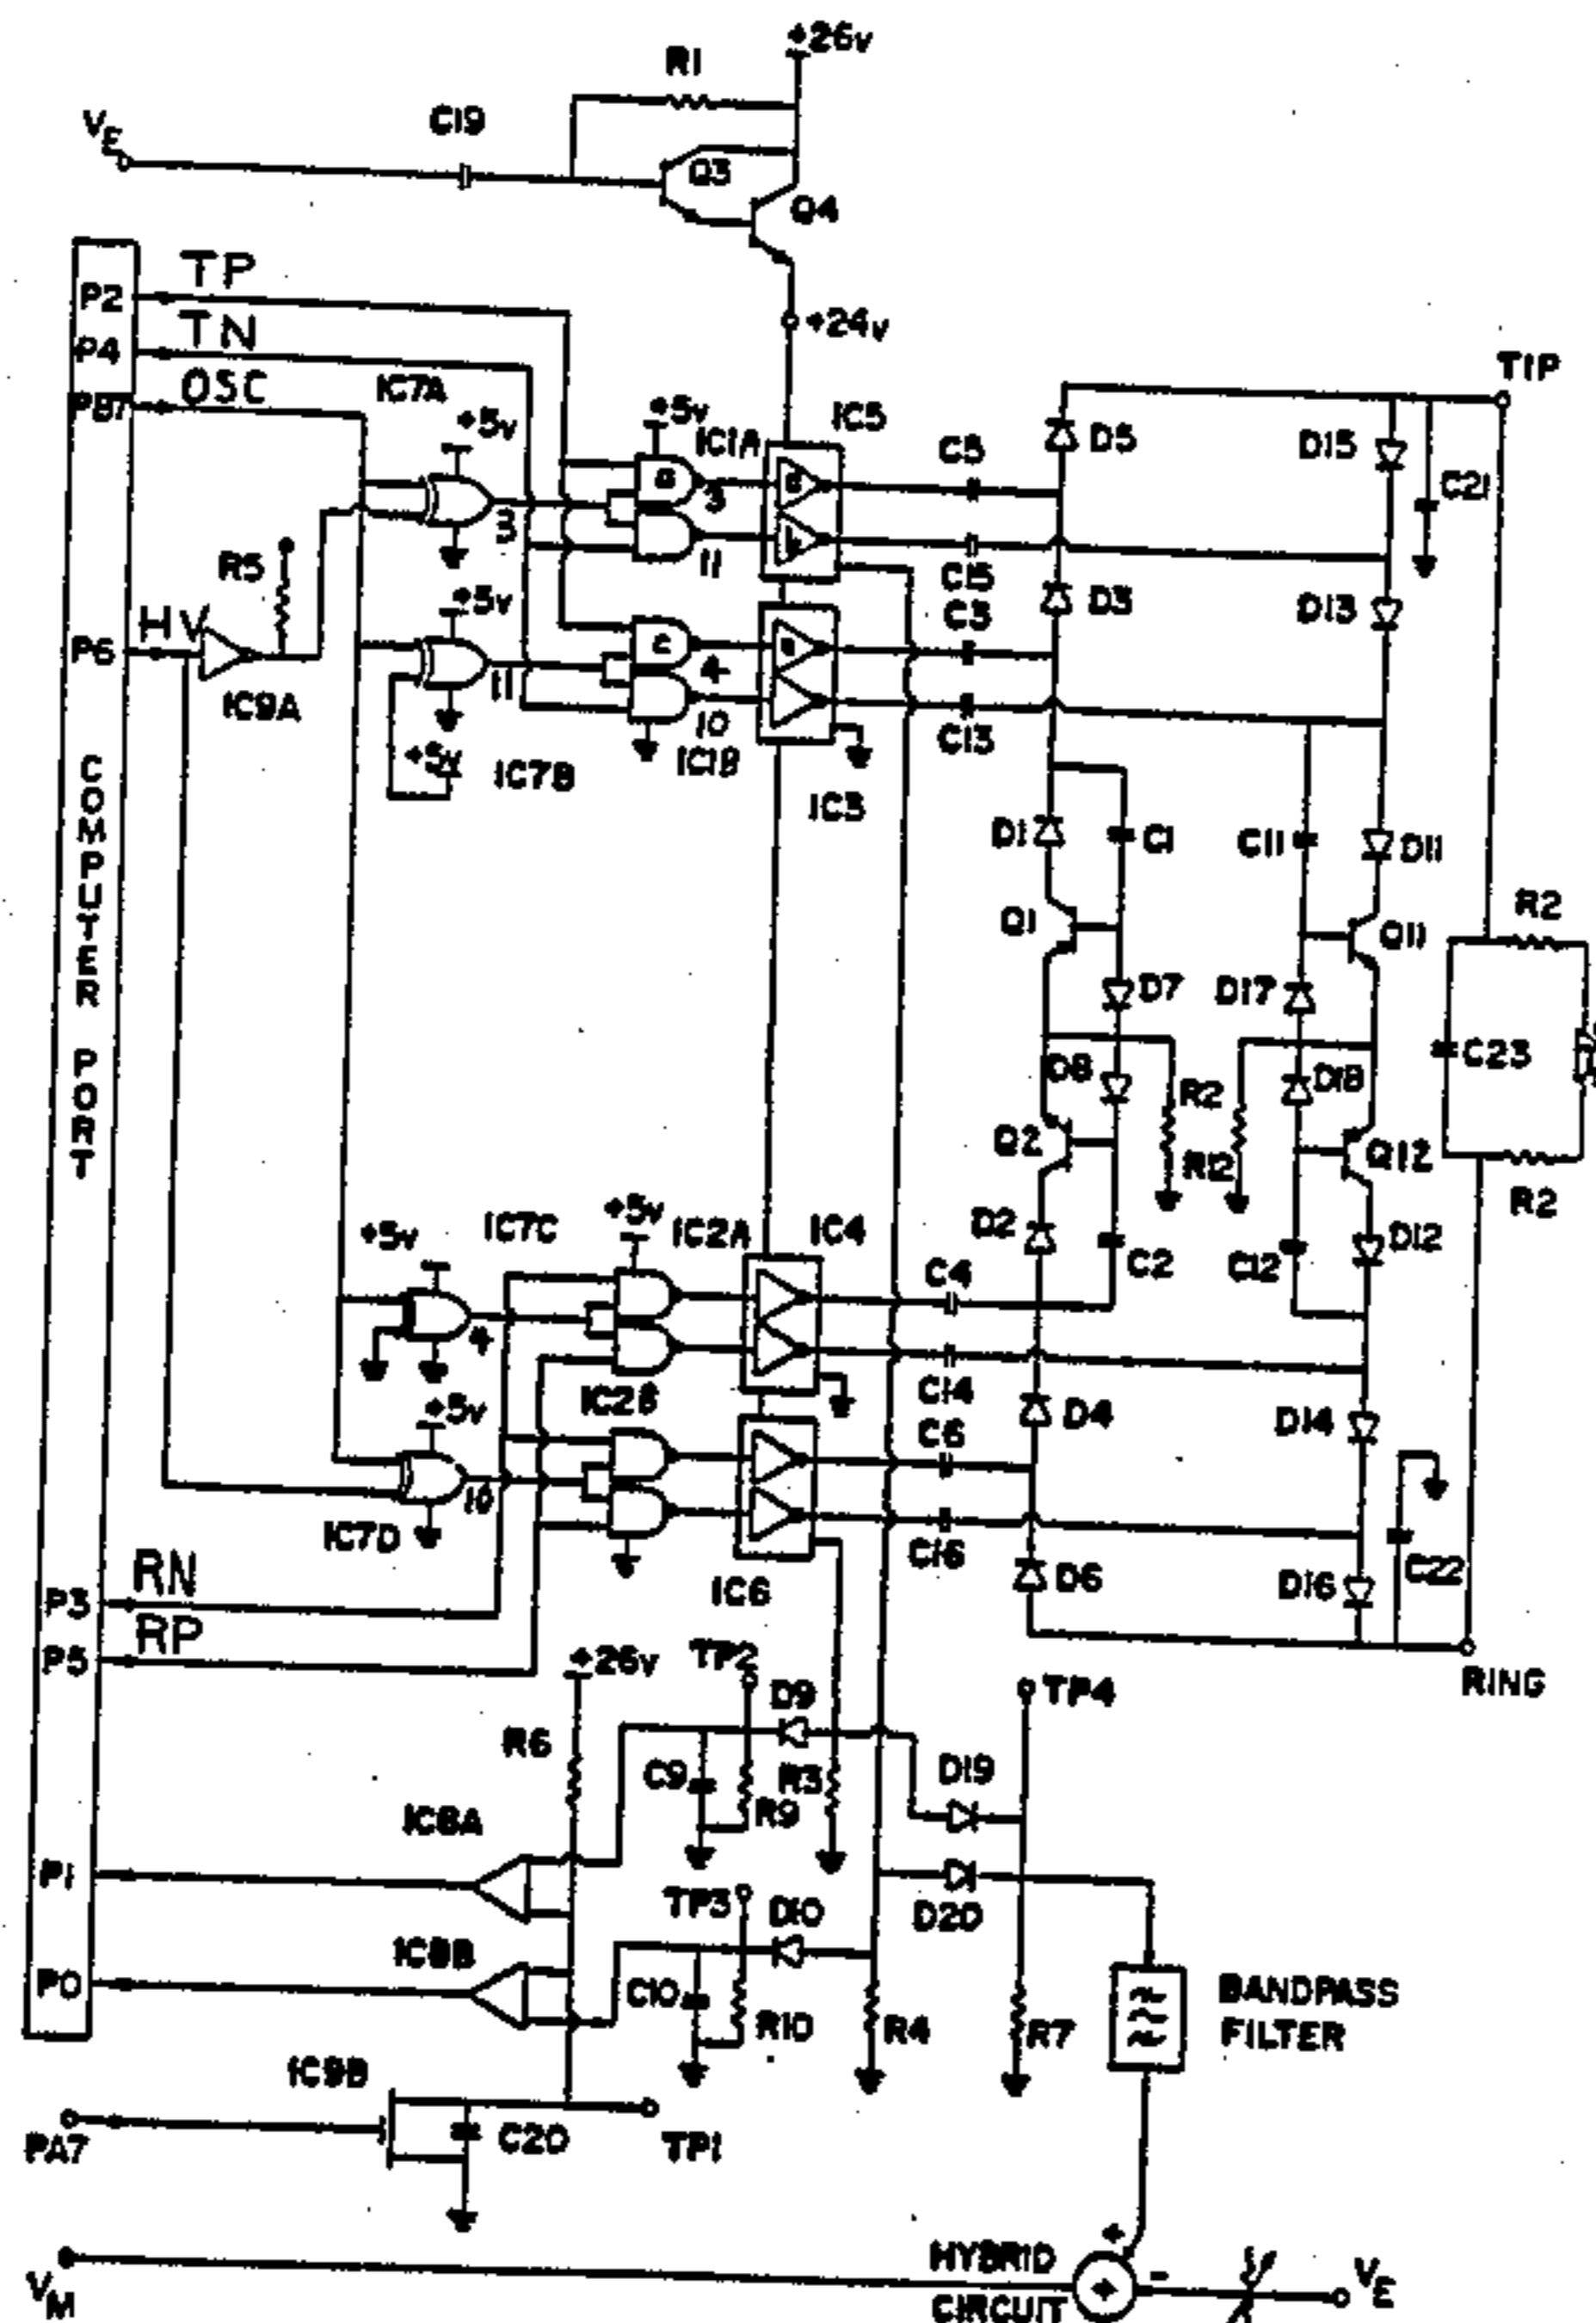 +26v
R1
VE
C19
Q3
Q4
TP
P2
TN
+24v
P4
OSC
TIP
IC7A
PB7
+5v
+5v
IC1A
IC5
C5
D5
D15
a
3
C21
3
b
R5
11
C15
D3
D13
HV
+5v
C3
P6
c
4
11
IC9A
10
C13
+5v
IC7B
IC1B
IC3
COMPUTER PORT
D1
C1
C11
D11
R2
Q1
Q11
D7
D17
C23
D8
D18
R2
Q2
R12
Q12
R2
IC7C
+5v
IC2A
IC4
D2
+5v
C2
C12
D12
C4
4
IC2B
C14
D4
D14
+5v
C6
10
IC7D
C16
C22
RN
IC6
D6
D16
P3
RP
P5
+26v
TP2
RING
D9
TP4
R6
C9
R3
D19
IC8A
R9
P1
TP3
D10
D20
IC8B
P0
C10
R10
R4
R7
BANDPASS
FILTER
IC9B
PA7
C20
TP1
+
HYBRID
CIRCUIT
+
-
VM
VE